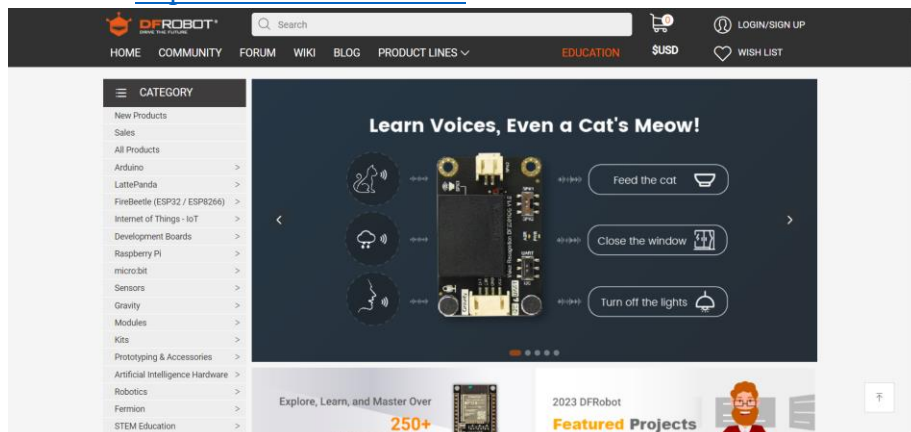 DFROBOT
DRIVE THE FUTURE
Search
0
LOGIN/SIGN UP
HOME COMMUNITY FORUM WIKI BLOG PRODUCT LINES EDUCATION $USD WISH LIST
CATEGORY
New Products
Sales
All Products
Arduino >
LattePanda >
FireBeetle (ESP32 / ESP8266) >
Internet of Things - IoT >
Development Boards >
Raspberry Pi >
micro:bit >
Sensors >
Gravity >
Modules >
Kits >
Prototyping & Accessories >
Artificial Intelligence Hardware >
Robotics >
Fermion >
STEM Education >
Learn Voices, Even a Cat's Meow!
Feed the cat
Close the window
Turn off the lights
Explore, Learn, and Master Over
250+
2023 DFRobot
Featured Projects